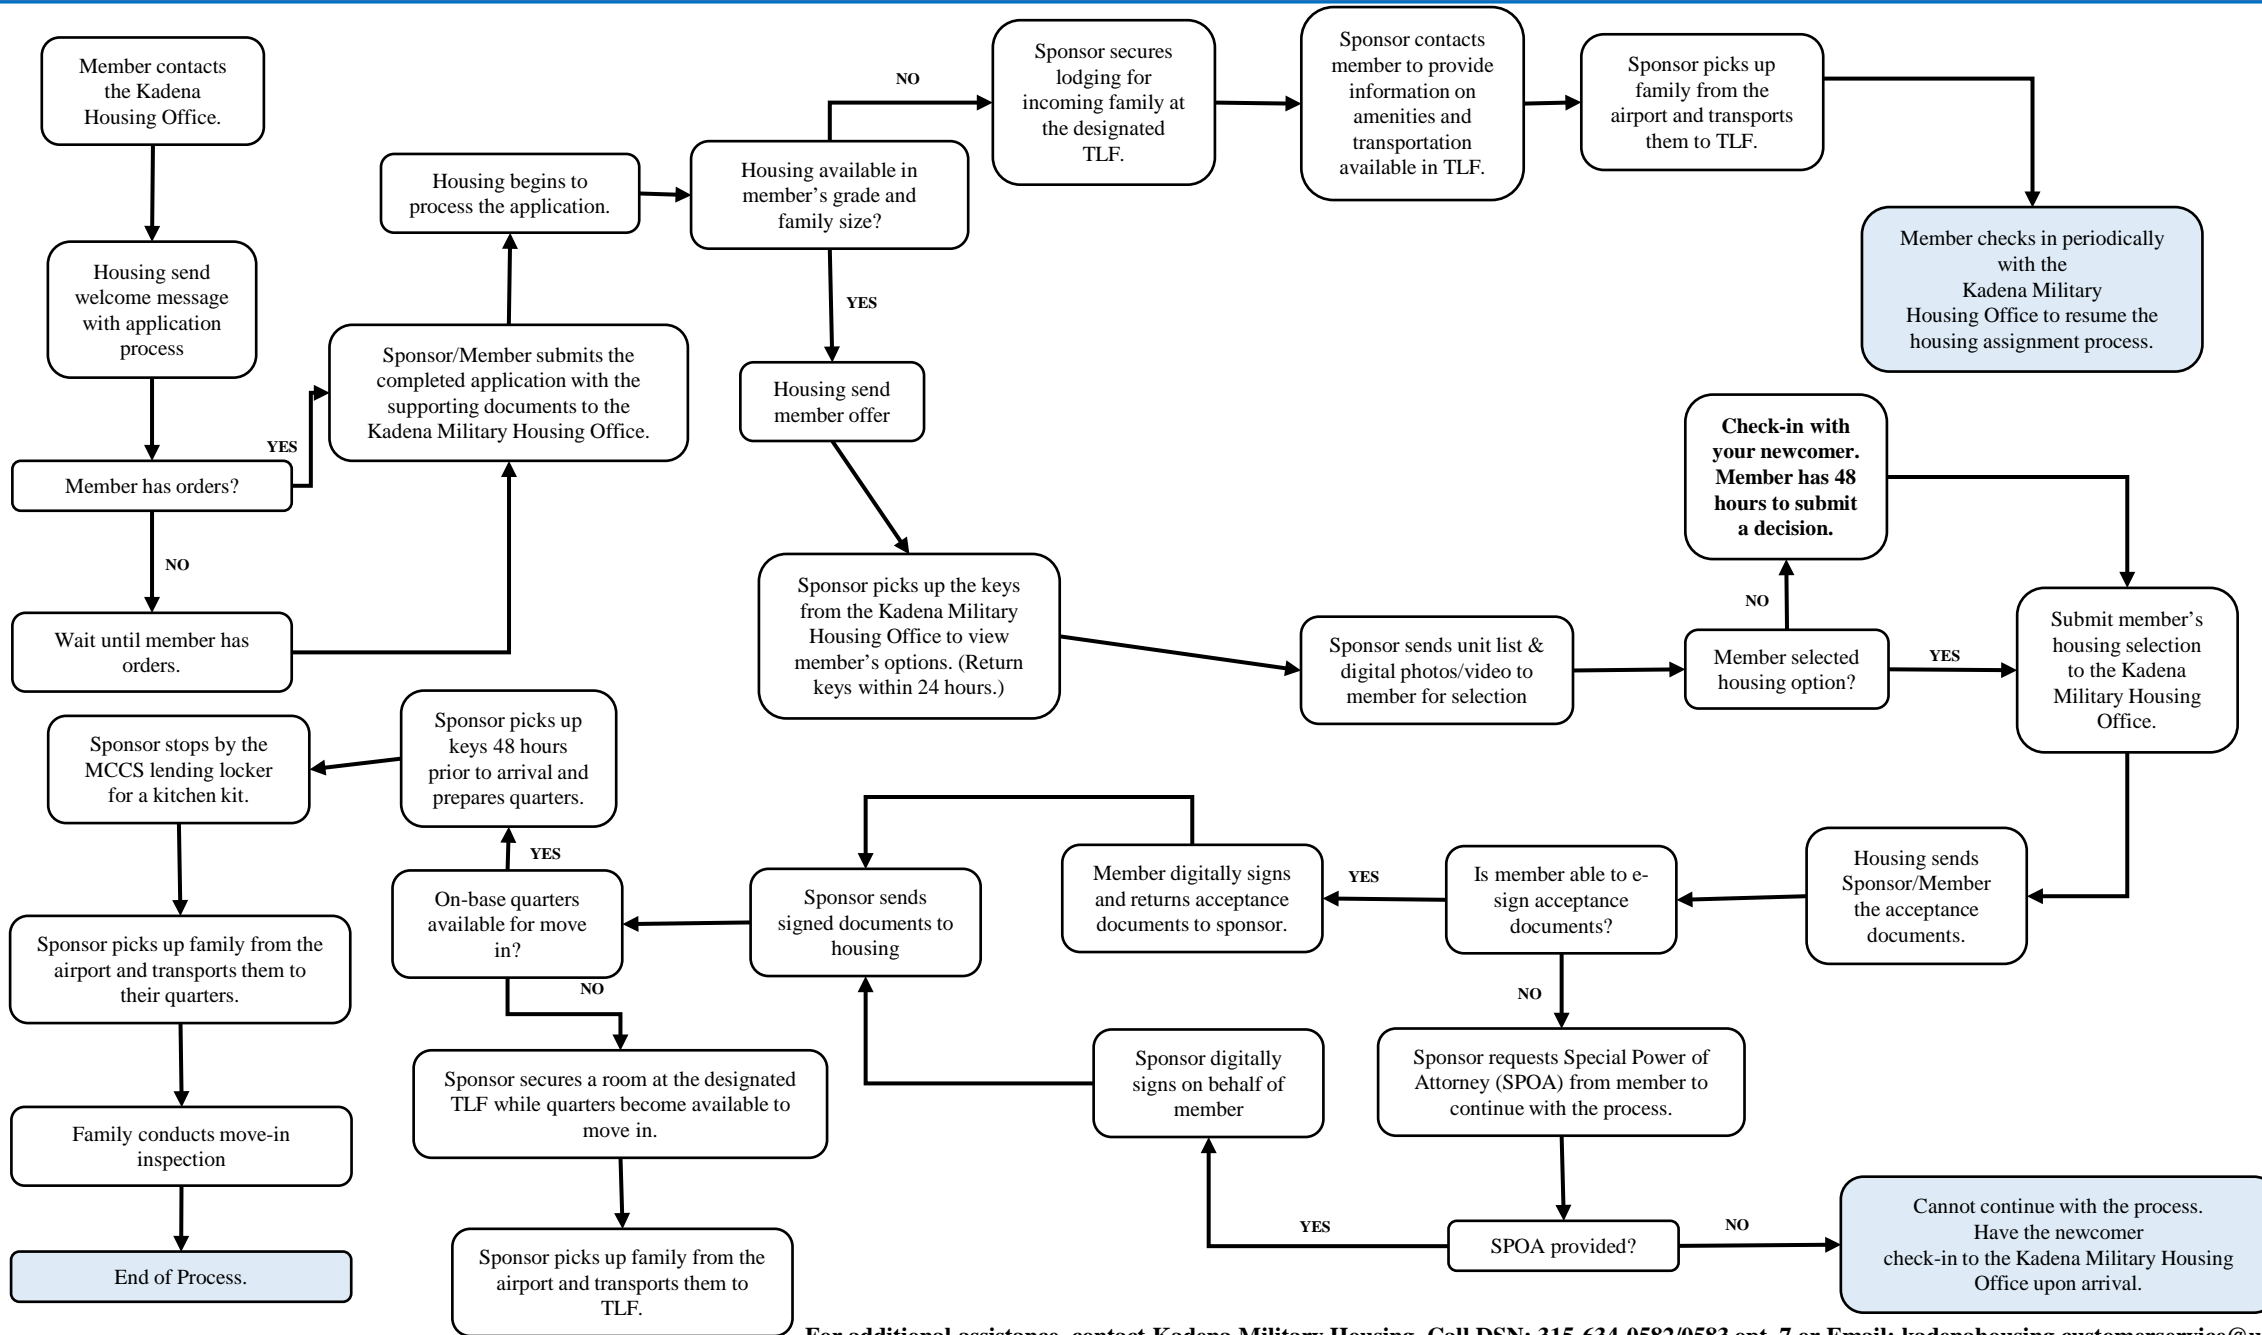 Member contacts
the Kadena
Housing Office.
Housing send
welcome message
with application
process
Member has orders?
YES
NO
Wait until member has
orders.
Sponsor/Member submits the
completed application with the
supporting documents to the
Kadena Military Housing Office.
Housing begins to
process the application.
Housing available in
member’s grade and
family size?
NO
Sponsor secures
lodging for
incoming family at
the designated
TLF.
Sponsor contacts
member to provide
information on
amenities and
transportation
available in TLF.
Sponsor picks up
family from the
airport and transports
them to TLF.
Member checks in periodically
with the
Kadena Military
Housing Office to resume the
housing assignment process.
YES
Housing send
member offer
Sponsor picks up the keys
from the Kadena Military
Housing Office to view
member’s options. (Return
keys within 24 hours.)
Sponsor sends unit list &
digital photos/video to
member for selection
Member selected
housing option?
NO
Check-in with
your newcomer.
Member has 48
hours to submit
a decision.
YES
Submit member’s
housing selection
to the Kadena
Military Housing
Office.
Housing sends
Sponsor/Member
the acceptance
documents.
Is member able to e-
sign acceptance
documents?
YES
Member digitally signs
and returns acceptance
documents to sponsor.
NO
Sponsor requests Special Power of
Attorney (SPOA) from member to
continue with the process.
SPOA provided?
NO
Cannot continue with the process.
Have the newcomer
check-in to the Kadena Military Housing
Office upon arrival.
YES
Sponsor digitally
signs on behalf of
member
Sponsor sends
signed documents to
housing
On-base quarters
available for move
in?
YES
Sponsor picks up
keys 48 hours
prior to arrival and
prepares quarters.
Sponsor stops by the
MCCS lending locker
for a kitchen kit.
Sponsor picks up family from the
airport and transports them to
their quarters.
Family conducts move-in
inspection
End of Process.
NO
Sponsor secures a room at the designated
TLF while quarters become available to
move in.
Sponsor picks up family from the
airport and transports them to
TLF.
For additional assistance, contact Kadena Military Housing. Call DSN: 315-634-0582/0583 opt. 7 or Email: